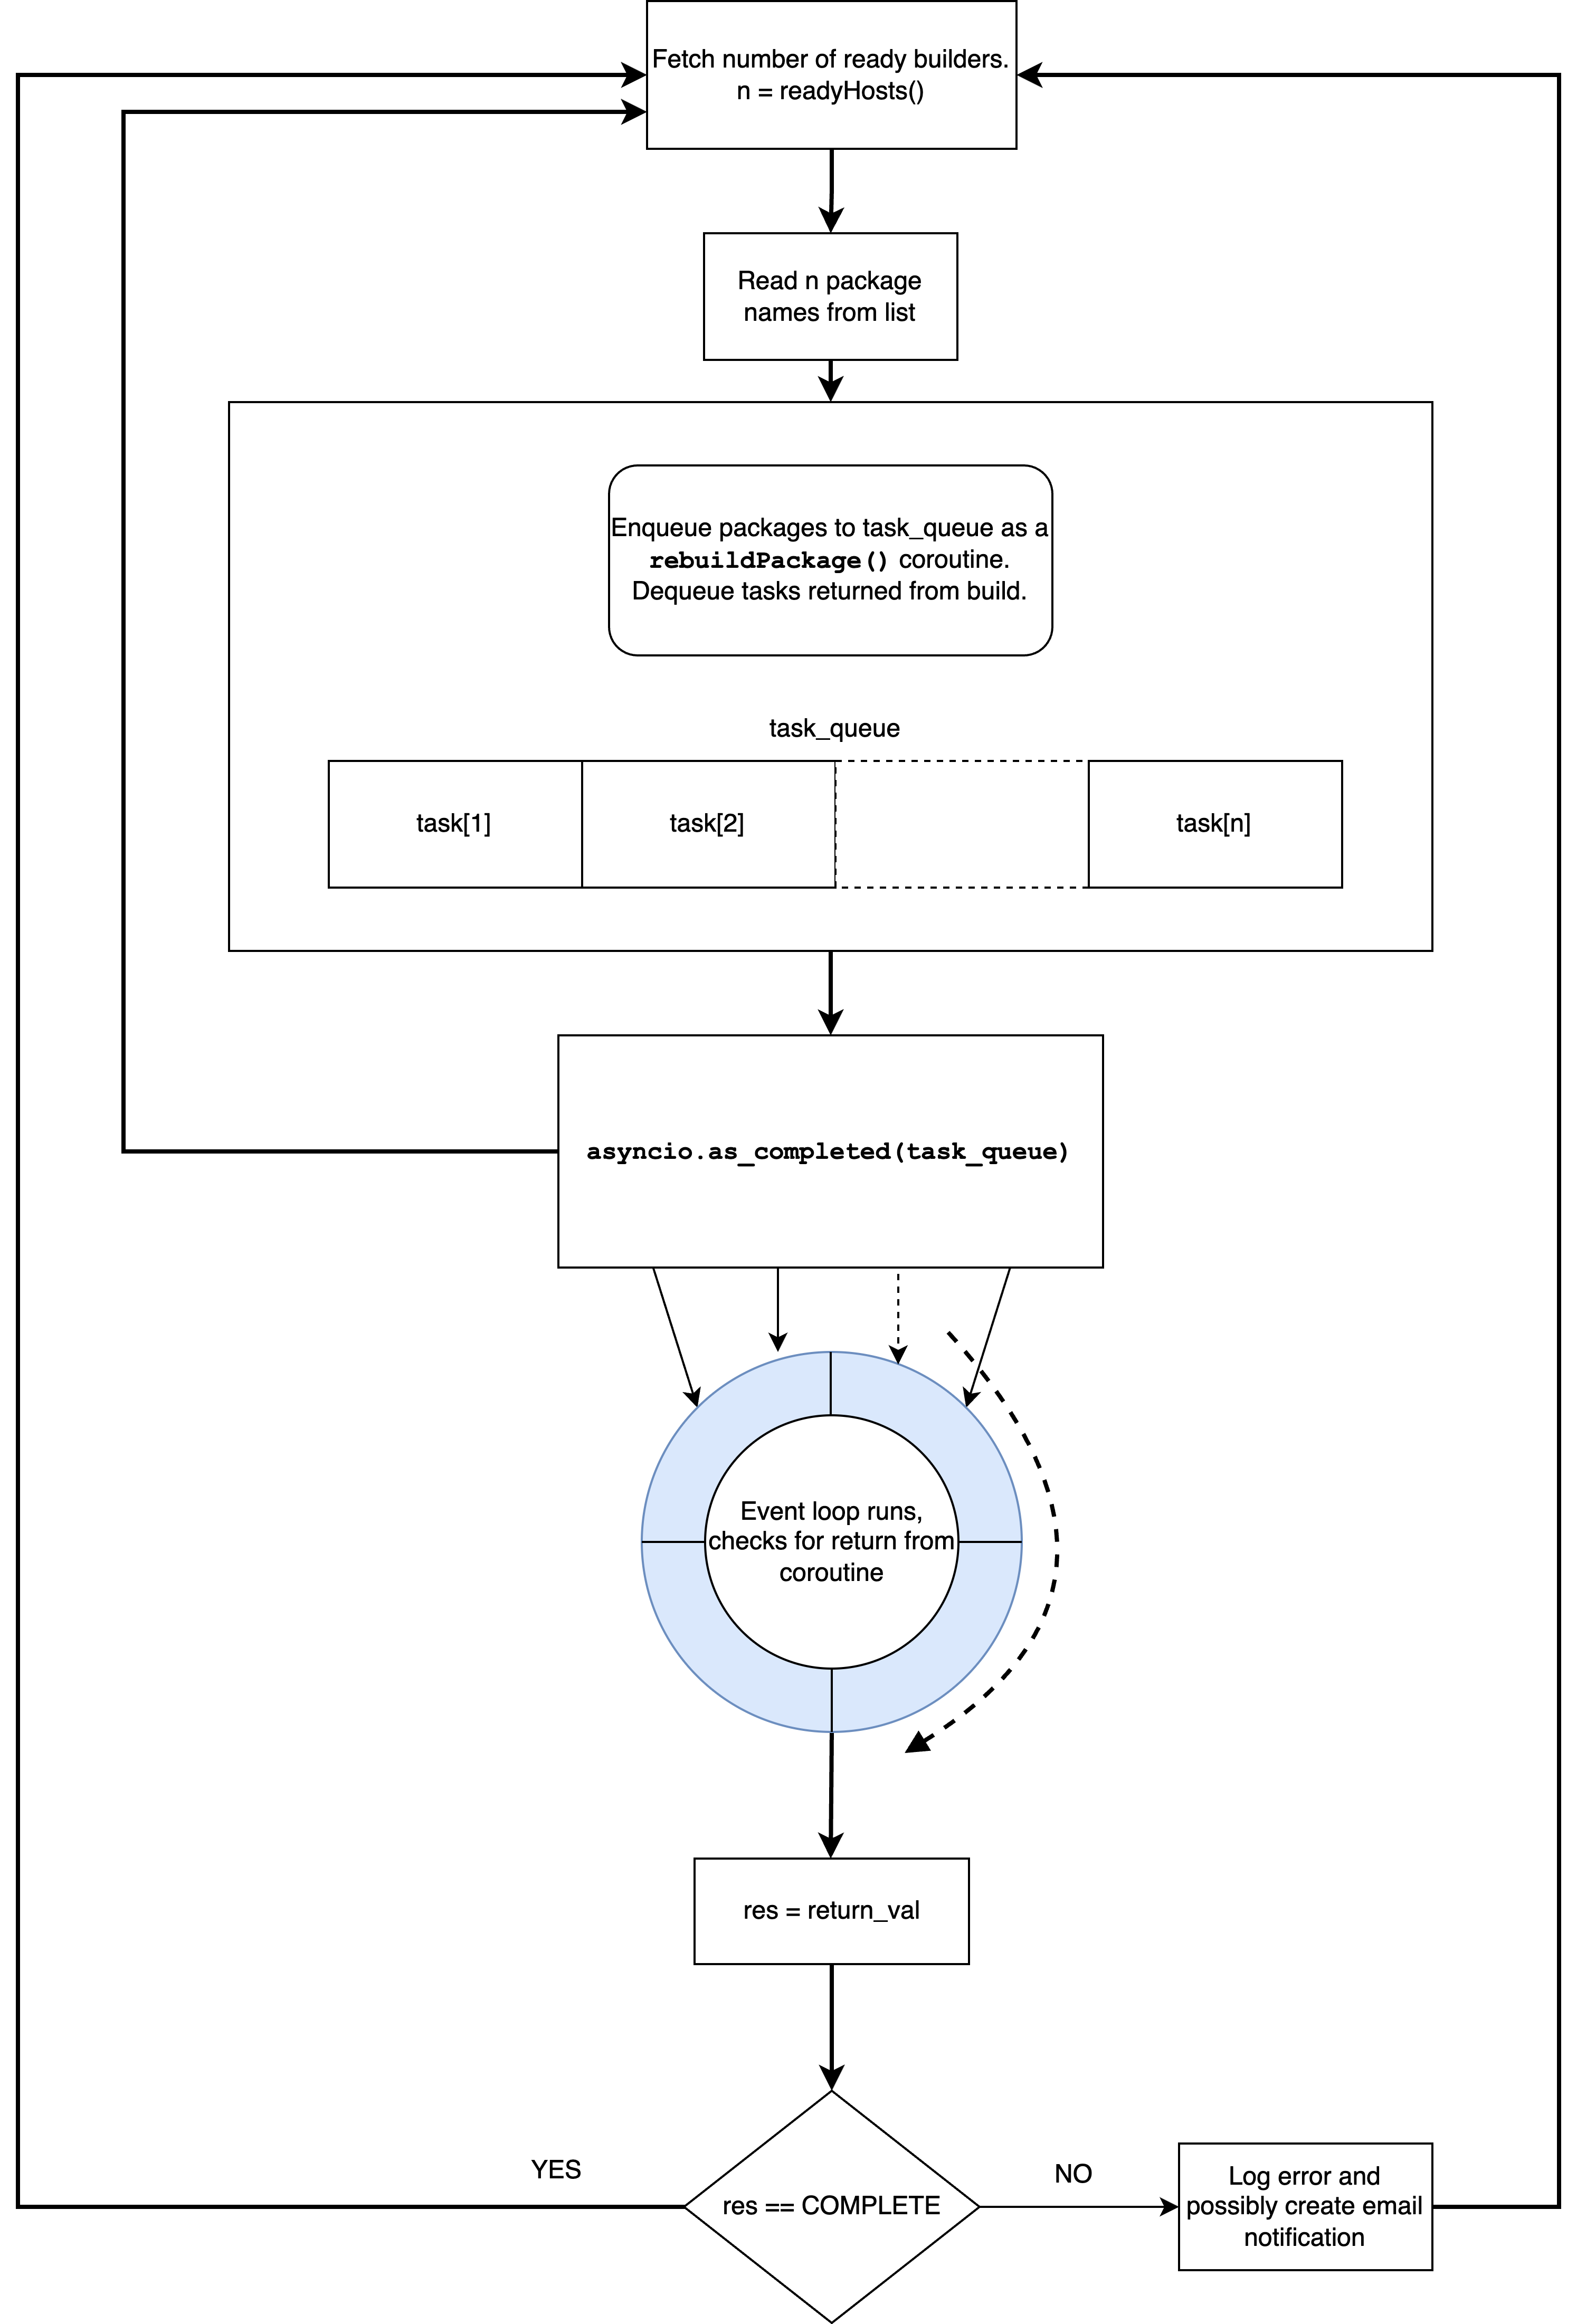 Fetch number of ready builders.
n = readyHosts()
Read n package
names from list
Enqueue packages to task_queue as a
rebuildPackage() coroutine.
Dequeue tasks returned from build.
task_queue
task[1]
task[2]
task[n]
asyncio.as_completed(task_queue)
Event loop runs,
checks for return from
coroutine
res = return_val
YES
res == COMPLETE
NO
Log error and
possibly create email
notification